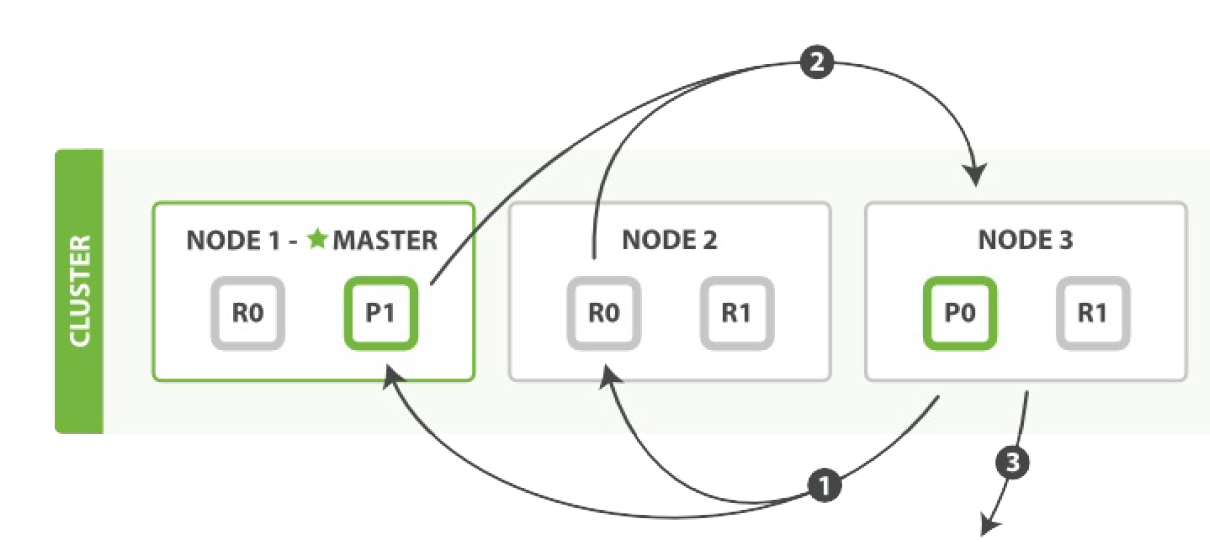 2
CLUSTER
NODE 1 - ★ MASTER
NODE 2
NODE 3
R0
P1
R0
R1
P0
R1
1
3